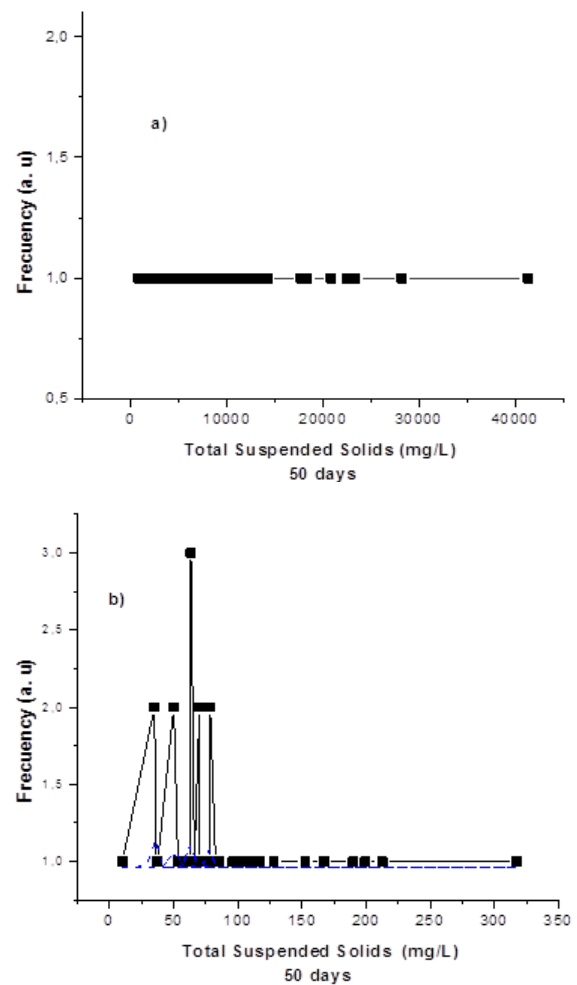 2,0
a)
1,5
Frecuency (a. u)
1,0
0,5
0 10000 20000 30000 40000
Total Suspended Solids (mg/L)
50 days
3,0
b)
2,5
Frecuency (a. u)
2,0
1,5
1,0
0 50 100 150 200 250 300 350
Total Suspended Solids (mg/L)
50 days